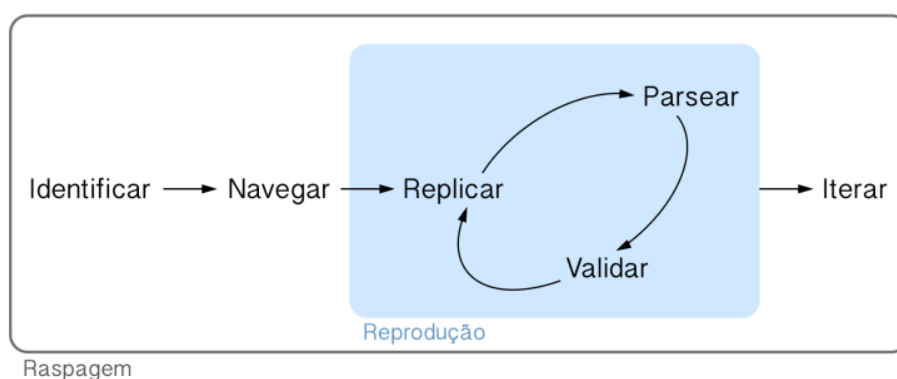 Parsear
Identificar
Navegar
Replicar
Iterar
Validar
Reprodução
Raspagem